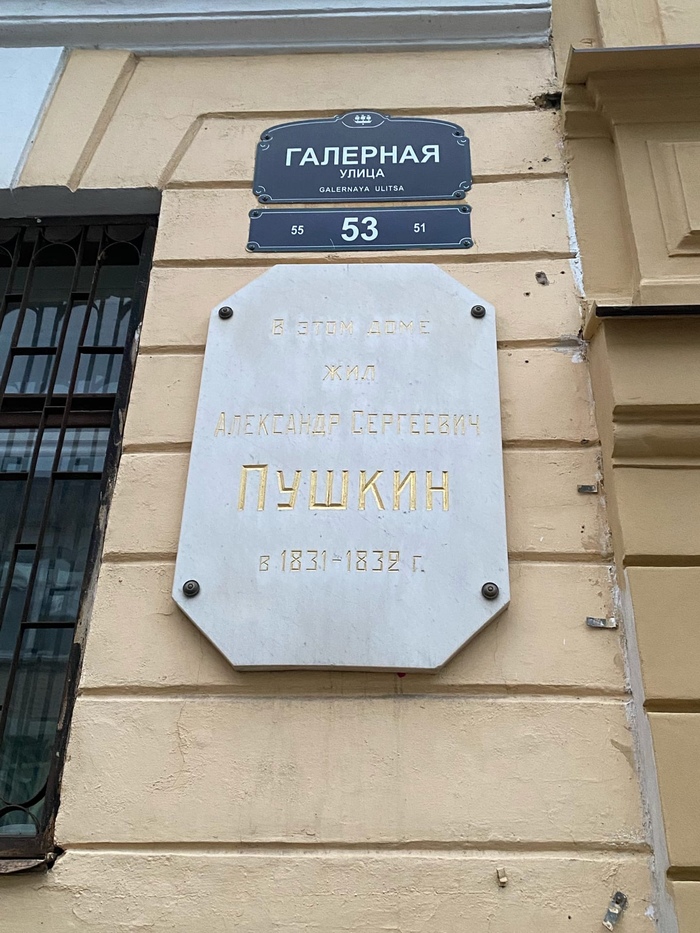 ГАЛЕРНАЯ
УЛИЦА
GALERNAYA ULITSA
55 53 51
В ЭТОМ ДОМЕ
ЖИЛ
АЛЕКСАНДР СЕРГЕЕВИЧ
ПУШКИН
в 1831-1832 г.